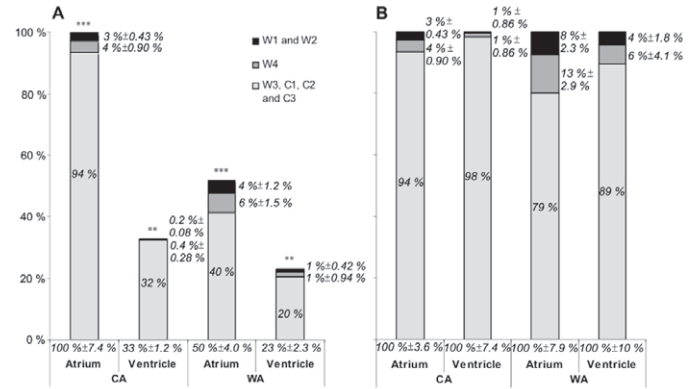 A
***
100 %
3 %±0.43 %
4 %±0.90 %
W1 and W2
W4
W3, C1, C2
and C3
80 %
94 %
60 %
***
4 %±1.2 %
6 %±1.5 %
40 %
**
0.2 %±
0.08 %
0.4 %±
0.28 %
32 %
40 %
**
1 %±0.42 %
1 %±0.94 %
20 %
20 %
0 %
100 %±7.4 %
33 %±1.2 %
50 %±4.0 %
23 %±2.3 %
Atrium
Ventricle
Atrium
Ventricle
CA
WA
B
3 %±
0.43 %
4 %±
0.90 %
1 %±
0.86 %
1 %±
0.86 %
8 %±
2.3 %
13 %±
2.9 %
4 %±1.8 %
6 %±4.1 %
94 %
98 %
79 %
89 %
100 %±3.6 %
100 %±7.4 %
100 %±7.9 %
100 %±10 %
Atrium
Ventricle
Atrium
Ventricle
CA
WA